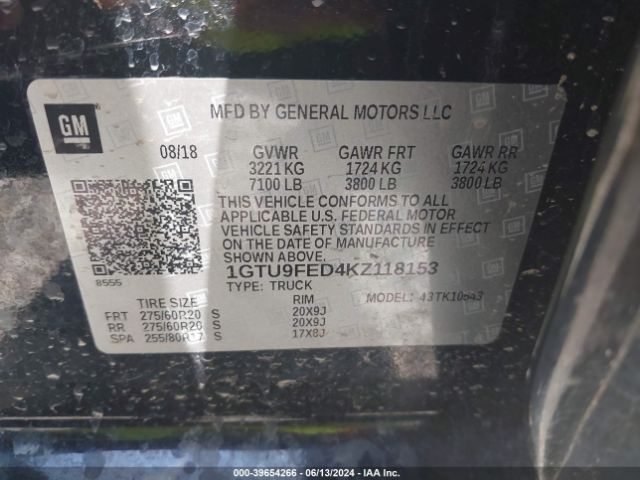 GM
MFD BY GENERAL MOTORS LLC
08/18 GVWR GAWR FRT GAWR RR
3221 KG 1724 KG 1724 KG
7100 LB 3800 LB 3800 LB
THIS VEHICLE CONFORMS TO ALL
APPLICABLE U.S. FEDERAL MOTOR
VEHICLE SAFETY STANDARDS IN EFFECT
ON THE DATE OF MANUFACTURE
SHOWN ABOVE.
1GTU9FED4KZ118153
8555
TYPE: TRUCK
TIRE SIZE RIM MODEL: 43TK10543
FRT 275/60R20 S 20X9J
RR 275/60R20 S 20X9J
SPA 255/80R17 S 17X8J
000-39654266 - 06/13/2024 - IAA Inc.